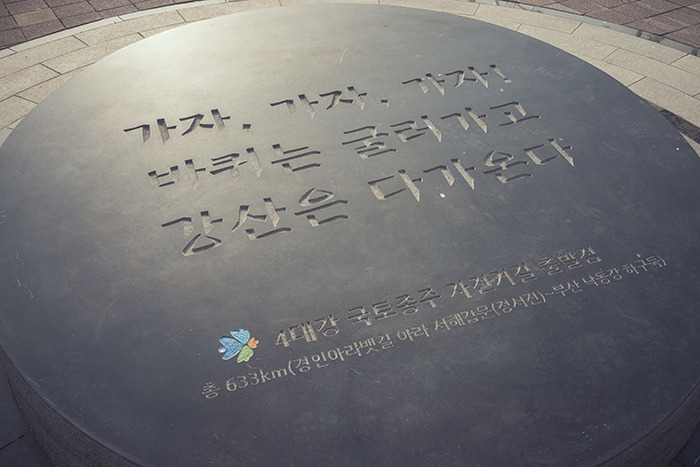 가자, 가자, 가자!
바퀴는 굴러가고
강산은 다가온다
4대강 국토종주 자전거길 출발점
총 633km(경인아라뱃길 아라 서해갑문(정서진)~부산 낙동강 하구둑)